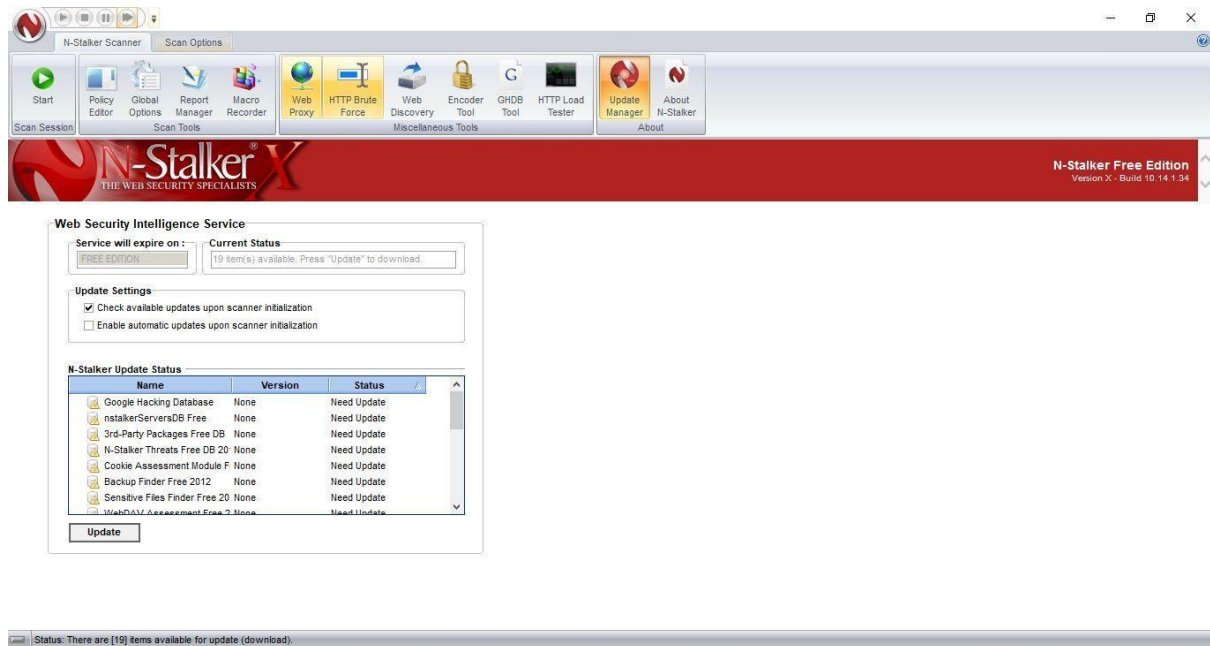 N-Stalker Scanner Scan Options
Start Policy Editor Global Options Report Manager Macro Recorder Web Proxy HTTP Brute Force Web Discovery Encoder Tool G GHDB Tool HTTP Load Tester Update Manager About N-Stalker
Scan Session Scan Tools Miscellaneous Tools About
N-Stalker® X
THE WEB SECURITY SPECIALISTS
N-Stalker Free Edition
Version X - Build 10.14.1.34
Web Security Intelligence Service
Service will expire on : Current Status
FREE EDITION 19 item(s) available. Press "Update" to download.
Update Settings
Check available updates upon scanner initialization
Enable automatic updates upon scanner initialization
N-Stalker Update Status
Name Version Status
Google Hacking Database None Need Update
nstalkerServersDB Free None Need Update
3rd-Party Packages Free DB None Need Update
N-Stalker Threats Free DB 20 None Need Update
Cookie Assessment Module F None Need Update
Backup Finder Free 2012 None Need Update
Sensitive Files Finder Free 20 None Need Update
WebDAV Assessment Free 2 None Need Update
Update
Status: There are [19] items available for update (download).